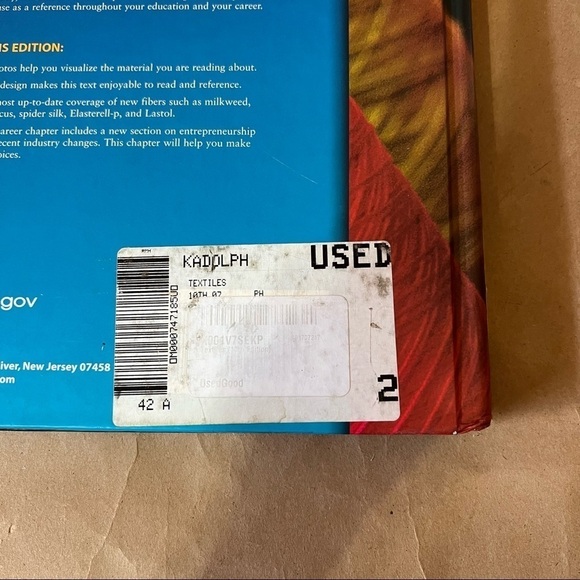 se as a reference throughout your education and your career.
IS EDITION:
otos help you visualize the material you are reading about.
design makes this text enjoyable to read and reference.
ost up-to-date coverage of new fibers such as milkweed,
cus, spider silk, Elasterell-p, and Lastol.
areer chapter includes a new section on entrepreneurship
ecent industry changes. This chapter will help you make
oices.
KADOLPH USED
TEXTILES
10TH 07 PH
gov
iver, New Jersey 07458
om
UsedGood
2
42 A